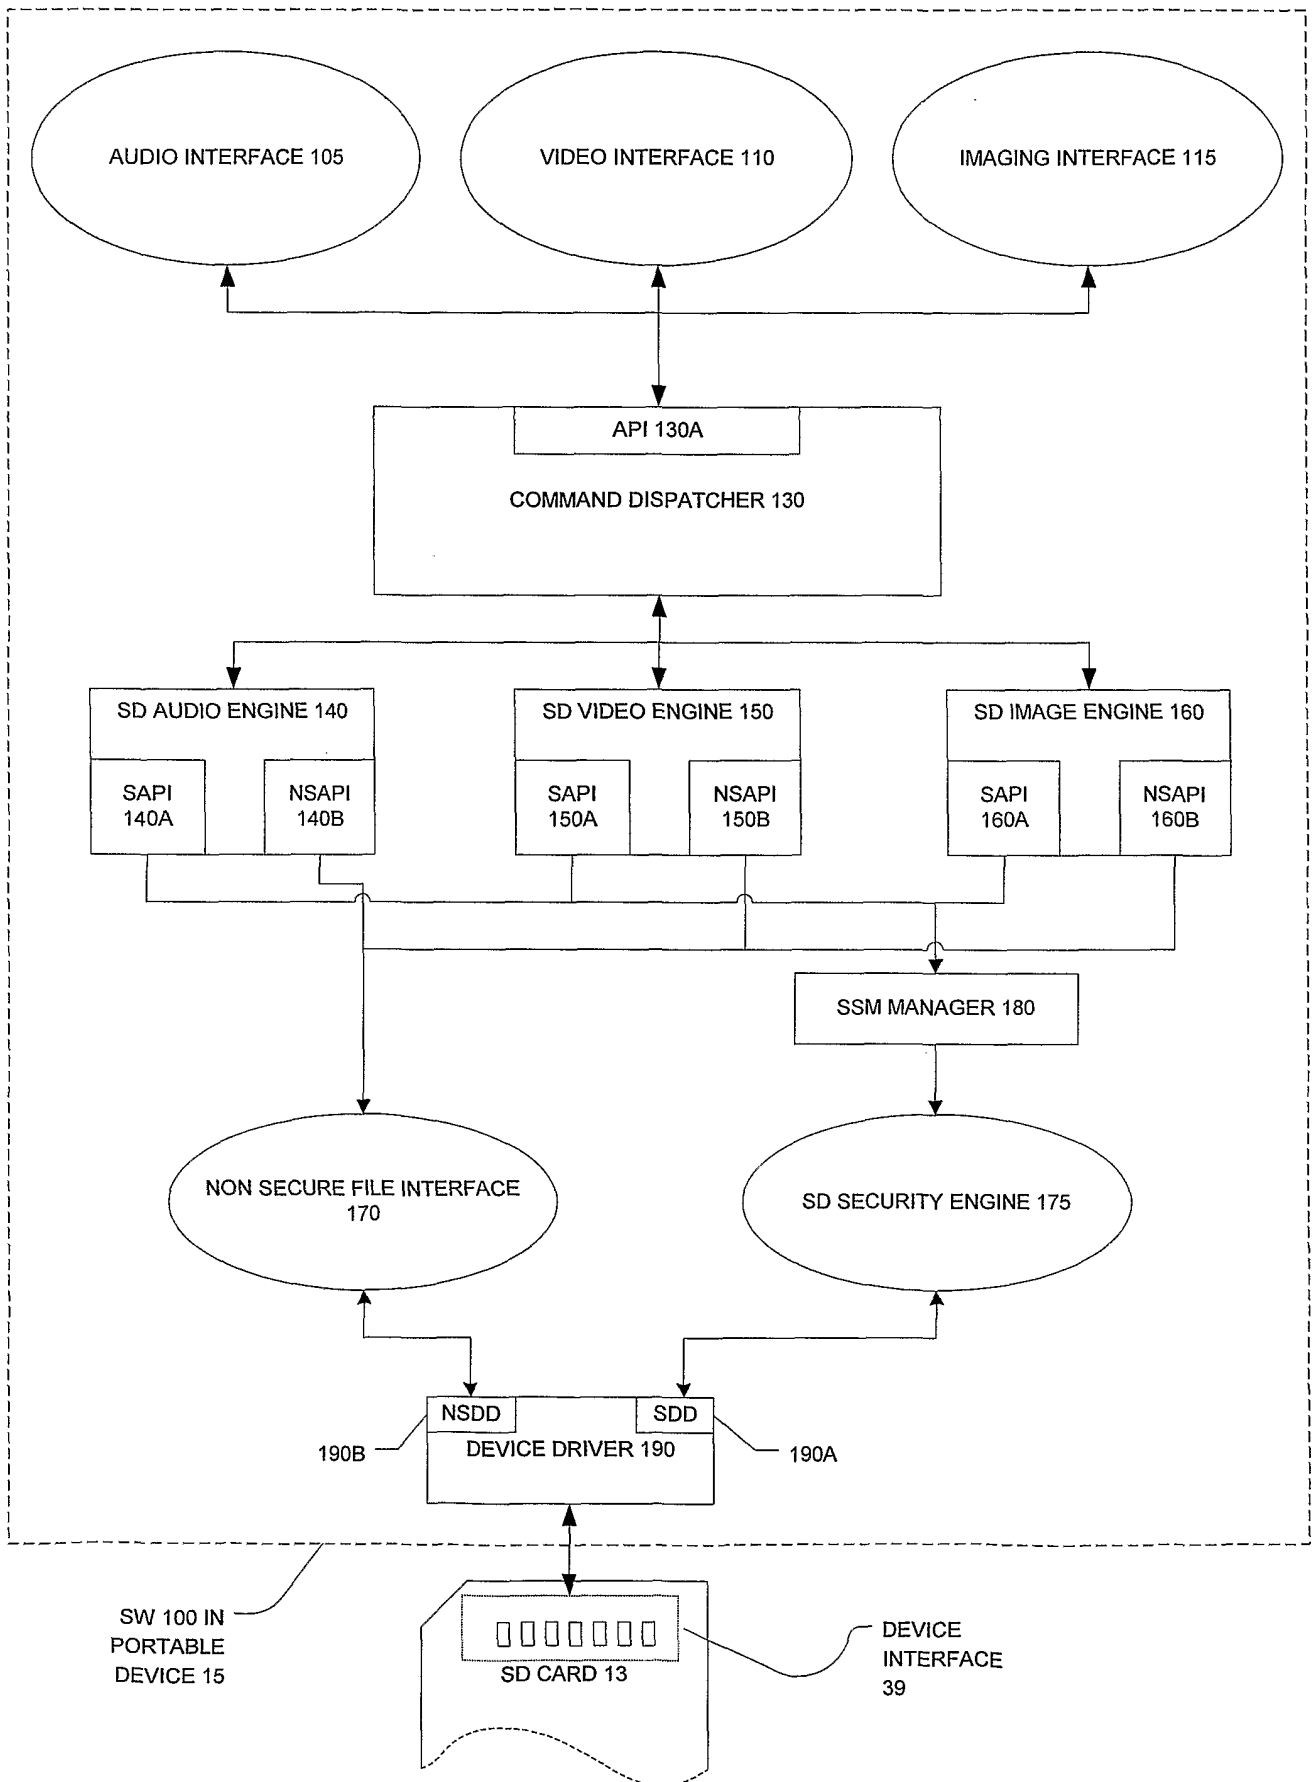 AUDIO INTERFACE 105
VIDEO INTERFACE 110
IMAGING INTERFACE 115
API 130A
COMMAND DISPATCHER 130
SD AUDIO ENGINE 140
SAPI
140A
NSAPI
140B
SD VIDEO ENGINE 150
SAPI
150A
NSAPI
150B
SD IMAGE ENGINE 160
SAPI
160A
NSAPI
160B
SSM MANAGER 180
NON SECURE FILE INTERFACE
170
SD SECURITY ENGINE 175
NSDD
SDD
190B
DEVICE DRIVER 190
190A
SW 100 IN
PORTABLE
DEVICE 15
SD CARD 13
DEVICE
INTERFACE
39